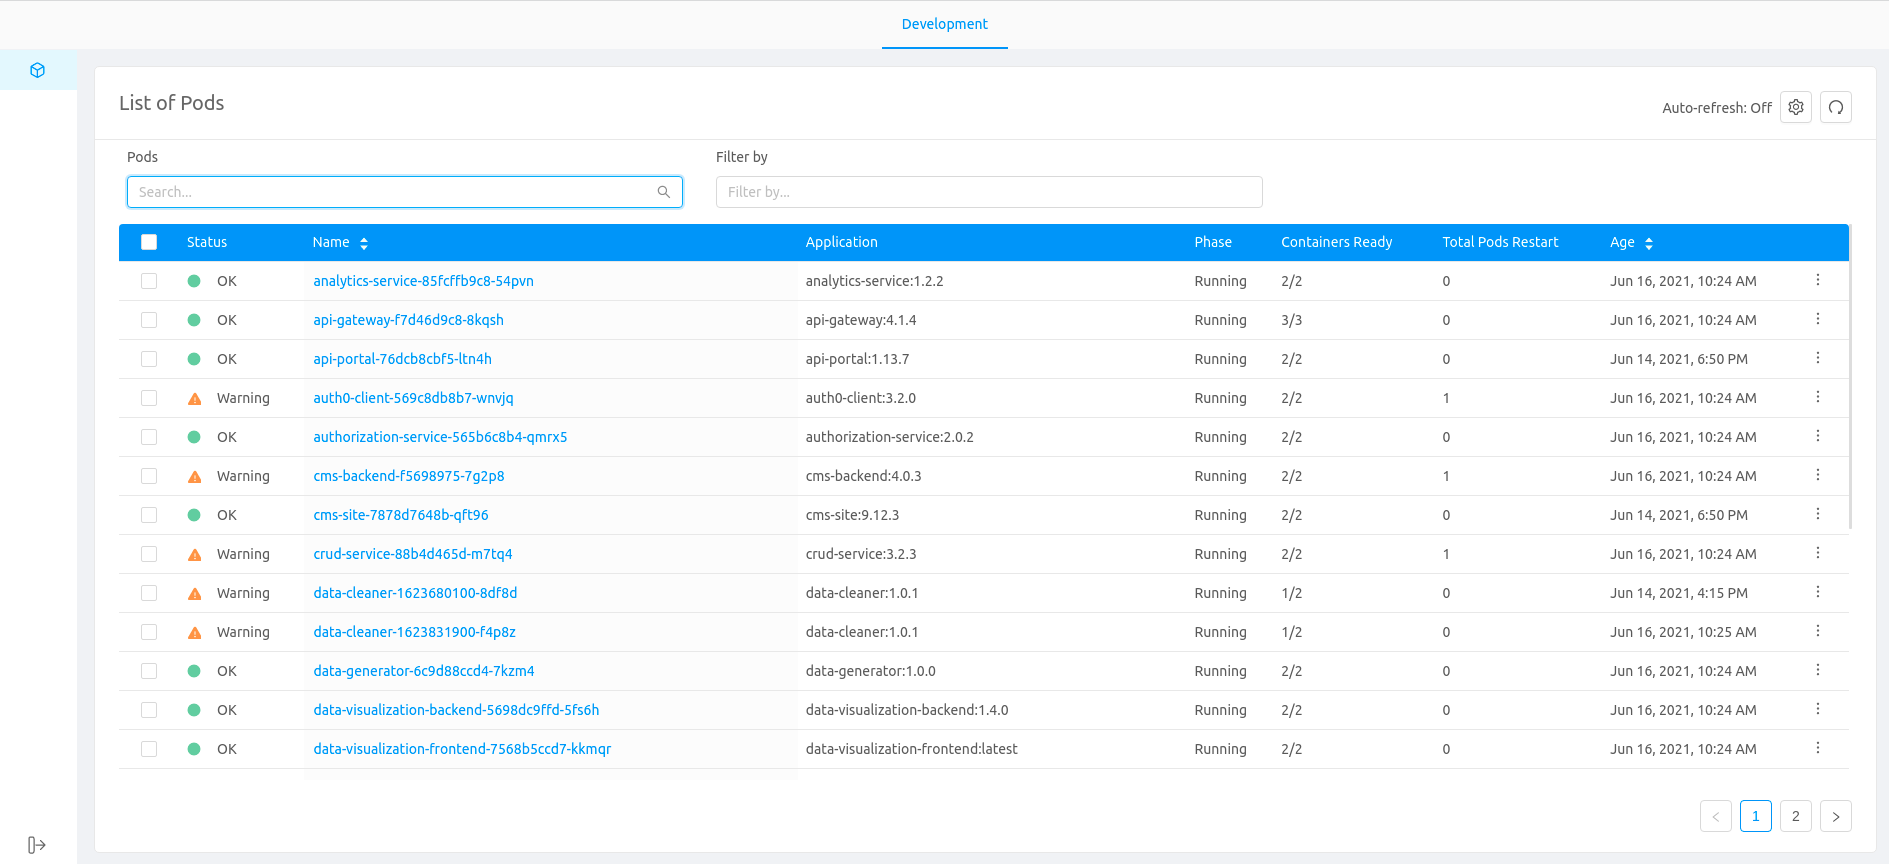 Development
List of Pods
Auto-refresh: Off
Pods
Filter by
Search...
Filter by...
Status Name Application Phase Containers Ready Total Pods Restart Age
OK analytics-service-85fcffb9c8-54pvn analytics-service:1.2.2 Running 2/2 0 Jun 16, 2021, 10:24 AM
OK api-gateway-f7d46d9c8-8kqsh api-gateway:4.1.4 Running 3/3 0 Jun 16, 2021, 10:24 AM
OK api-portal-76dcb8cbf5-ltn4h api-portal:1.13.7 Running 2/2 0 Jun 14, 2021, 6:50 PM
Warning auth0-client-569c8db8b7-wnvjq auth0-client:3.2.0 Running 2/2 1 Jun 16, 2021, 10:24 AM
OK authorization-service-565b6c8b4-qmrx5 authorization-service:2.0.2 Running 2/2 0 Jun 16, 2021, 10:24 AM
Warning cms-backend-f5698975-7g2p8 cms-backend:4.0.3 Running 2/2 1 Jun 16, 2021, 10:24 AM
OK cms-site-7878d7648b-qft96 cms-site:9.12.3 Running 2/2 0 Jun 14, 2021, 6:50 PM
Warning crud-service-88b4d465d-m7tq4 crud-service:3.2.3 Running 2/2 1 Jun 16, 2021, 10:24 AM
Warning data-cleaner-1623680100-8df8d data-cleaner:1.0.1 Running 1/2 0 Jun 14, 2021, 4:15 PM
Warning data-cleaner-1623831900-f4p8z data-cleaner:1.0.1 Running 1/2 0 Jun 16, 2021, 10:25 AM
OK data-generator-6c9d88ccd4-7kzm4 data-generator:1.0.0 Running 2/2 0 Jun 16, 2021, 10:24 AM
OK data-visualization-backend-5698dc9ffd-5fs6h data-visualization-backend:1.4.0 Running 2/2 0 Jun 16, 2021, 10:24 AM
OK data-visualization-frontend-7568b5ccd7-kkmqr data-visualization-frontend:latest Running 2/2 0 Jun 16, 2021, 10:24 AM
1 2